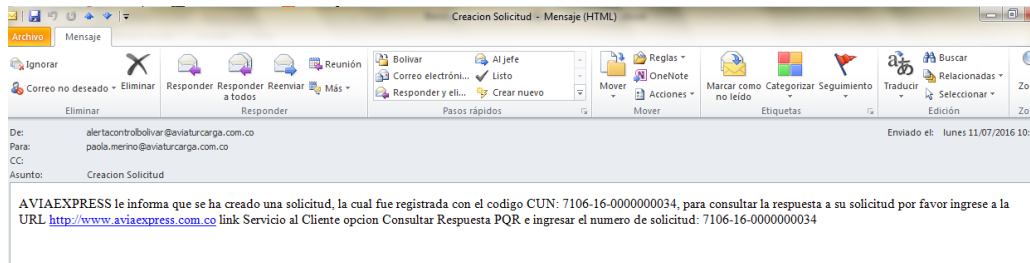 Creacion Solicitud - Mensaje (HTML)
Archivo Mensaje
Ignorar
Correo no deseado
Eliminar
Eliminar
Responder
Responder a todos
Reenviar
Reunión
Más
Responder
Bolivar
Correo electróni...
Responder y eli...
Al jefe
Listo
Crear nuevo
Pasos rápidos
Mover
Reglas
OneNote
Acciones
Mover
Marcar como no leído
Categorizar
Seguimiento
Etiquetas
Traducir
Buscar
Relacionadas
Seleccionar
Edición
De: alertacontrolbolivar@aviaturcarga.com.co
Enviado el: lunes 11/07/2016 10:
Para: paola.merino@aviaturcarga.com.co
CC:
Asunto: Creacion Solicitud
AVIAEXPRESS le informa que se ha creado una solicitud, la cual fue registrada con el codigo CUN: 7106-16-0000000034, para consultar la respuesta a su solicitud por favor ingrese a la
URL http://www.aviaexpress.com.co link Servicio al Cliente opcion Consultar Respuesta PQR e ingresar el numero de solicitud: 7106-16-0000000034